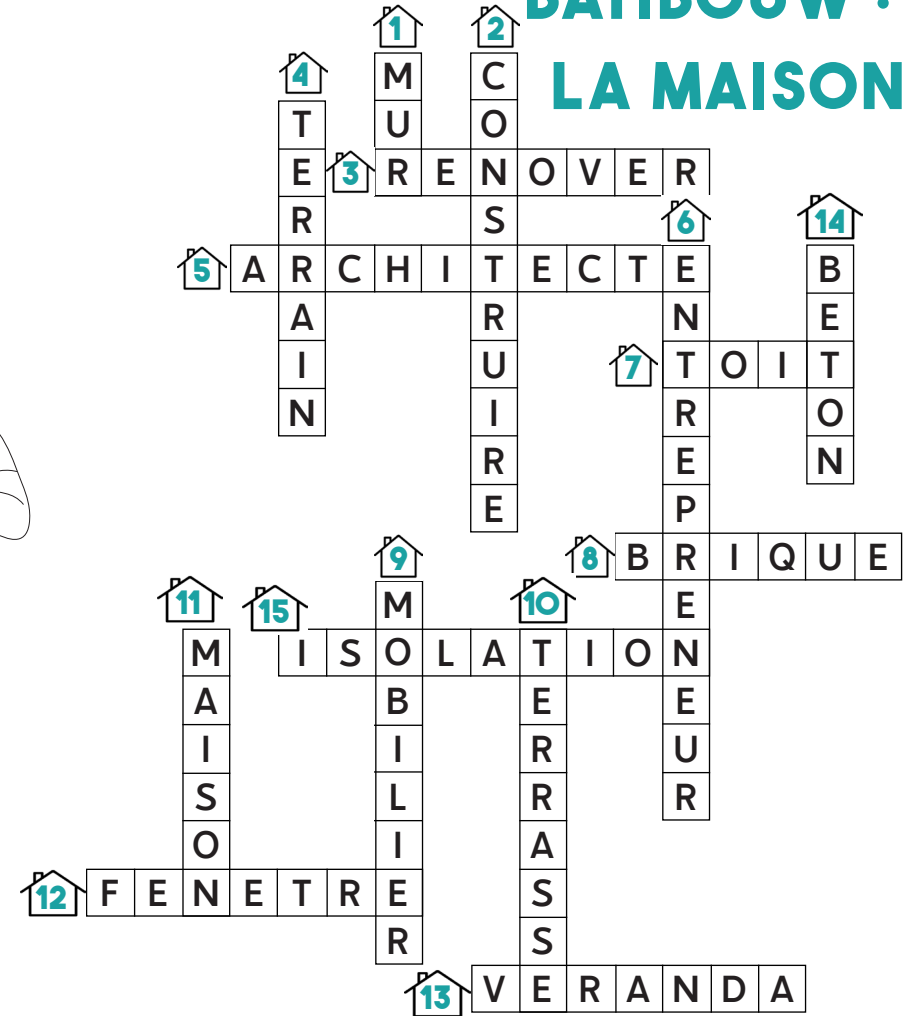 BATIBOUW :
LA MAISON
1 MUR
2 CONSTRUIRE
3 RENOVER
4 TERRAIN
5 ARCHITECTE
6 ENTREPRENEUR
7 TOIT
8 BRIQUE
9 MOBILIER
10 TERRASSE
11 MAISON
12 FENETRE
13 VERANDA
14 BETON
15 ISOLATION